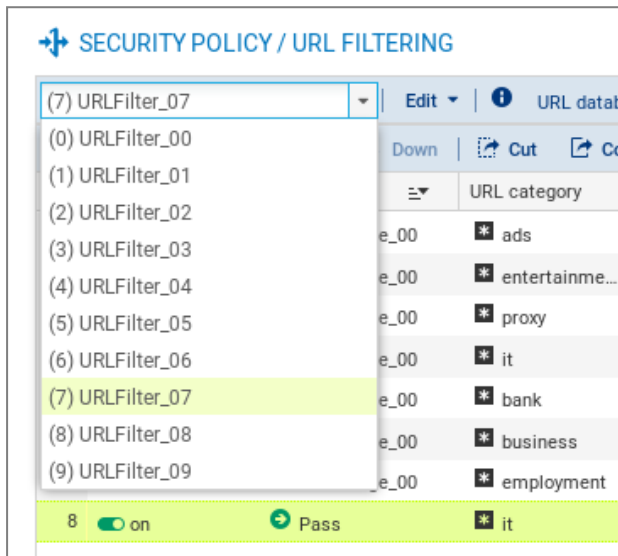 SECURITY POLICY / URL FILTERING
(7) URLFilter_07 Edit URL datab
(0) URLFilter_00 Down Cut Co
(1) URLFilter_01 URL category
(2) URLFilter_02 e_00 ads
(3) URLFilter_03 e_00 entertainme...
(4) URLFilter_04 e_00 proxy
(5) URLFilter_05
(6) URLFilter_06 e_00 it
(7) URLFilter_07 e_00 bank
(8) URLFilter_08 e_00 business
(9) URLFilter_09 e_00 employment
8 on Pass it